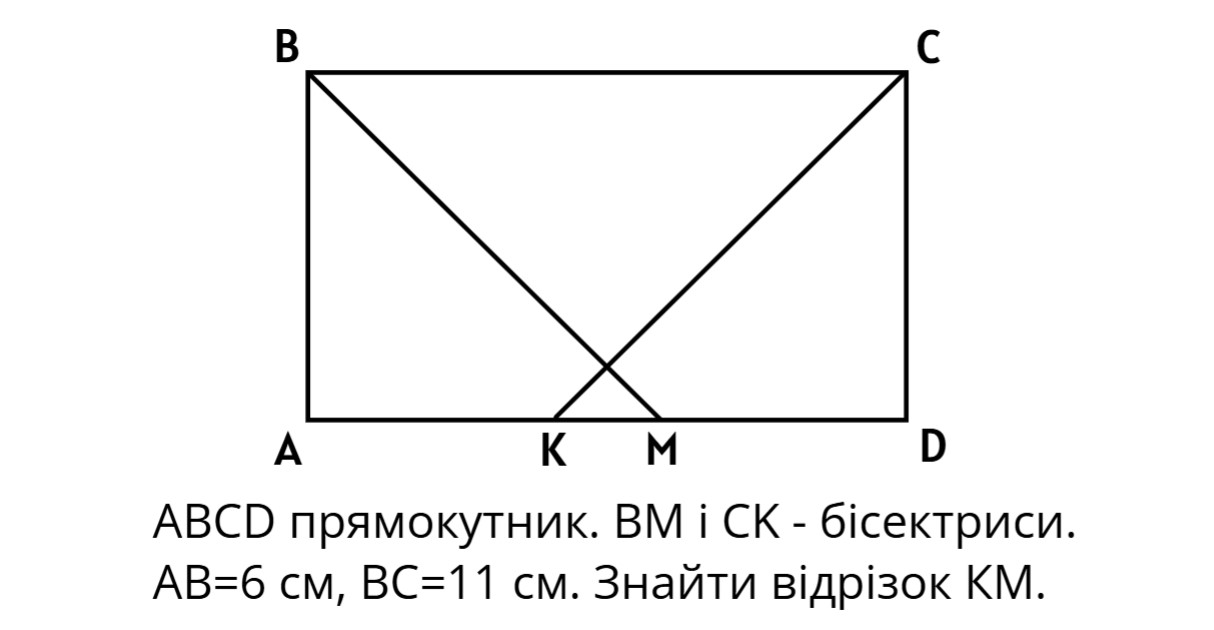 B C
A K M D
ABCD прямокутник. BM і CK - бісектриси.
AB=6 см, BC=11 см. Знайти відрізок KM.